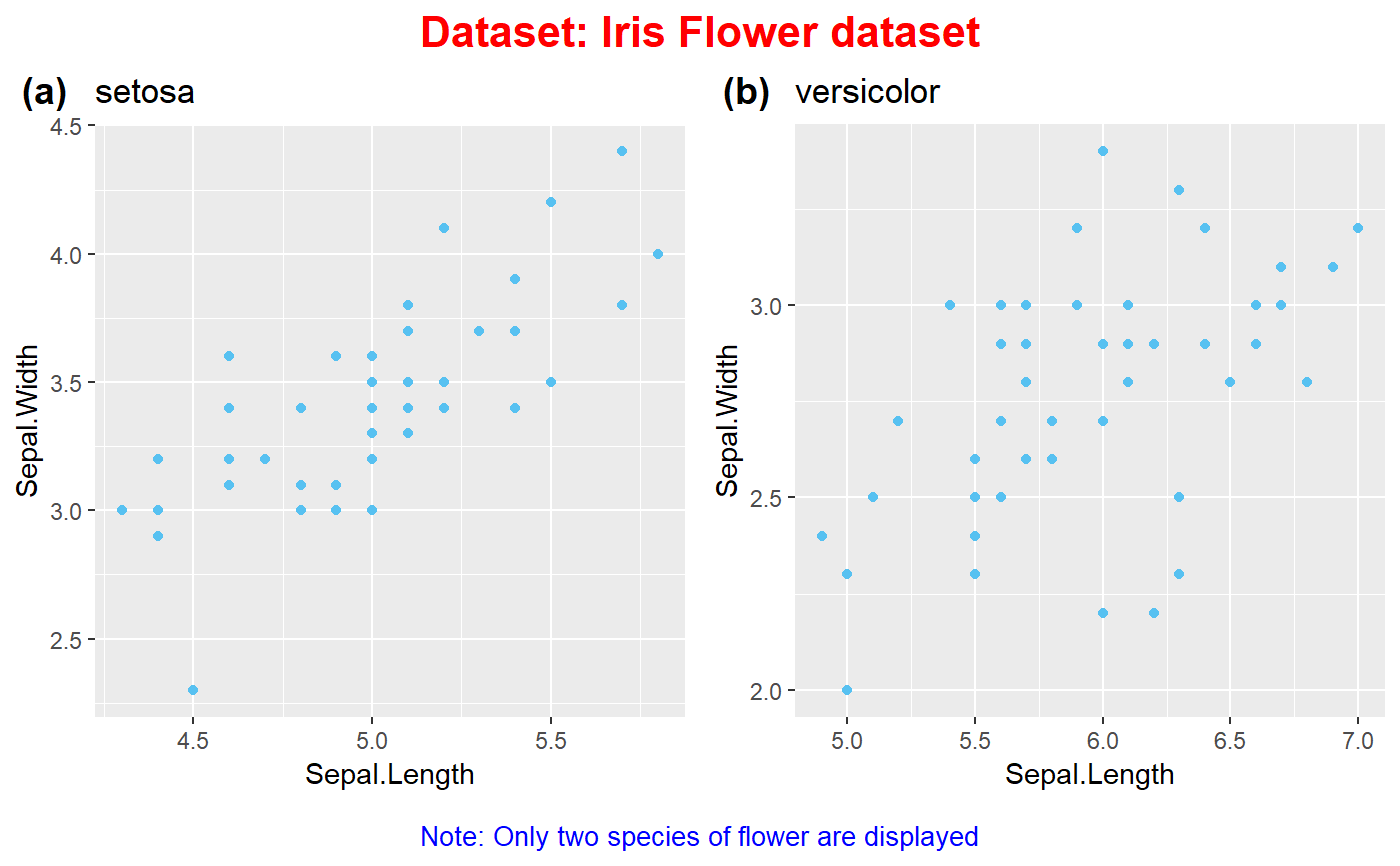 Dataset: Iris Flower dataset
(a) setosa
4.5
4.0
3.5
3.0
2.5
Sepal.Width
4.5 5.0 5.5
Sepal.Length
(b) versicolor
3.0
2.5
2.0
Sepal.Width
5.0 5.5 6.0 6.5 7.0
Sepal.Length
Note: Only two species of flower are displayed